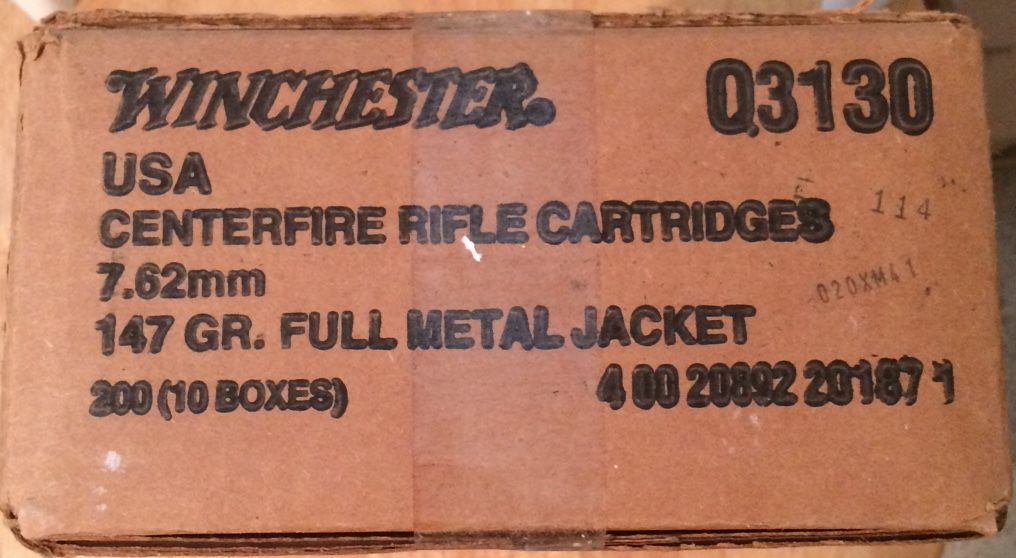 WINCHESTER® Q3130
USA
CENTERFIRE RIFLE CARTRIDGES
114
7.62mm
020XM41
147 GR. FULL METAL JACKET
200 (10 BOXES) 4 00 20892 20187 1